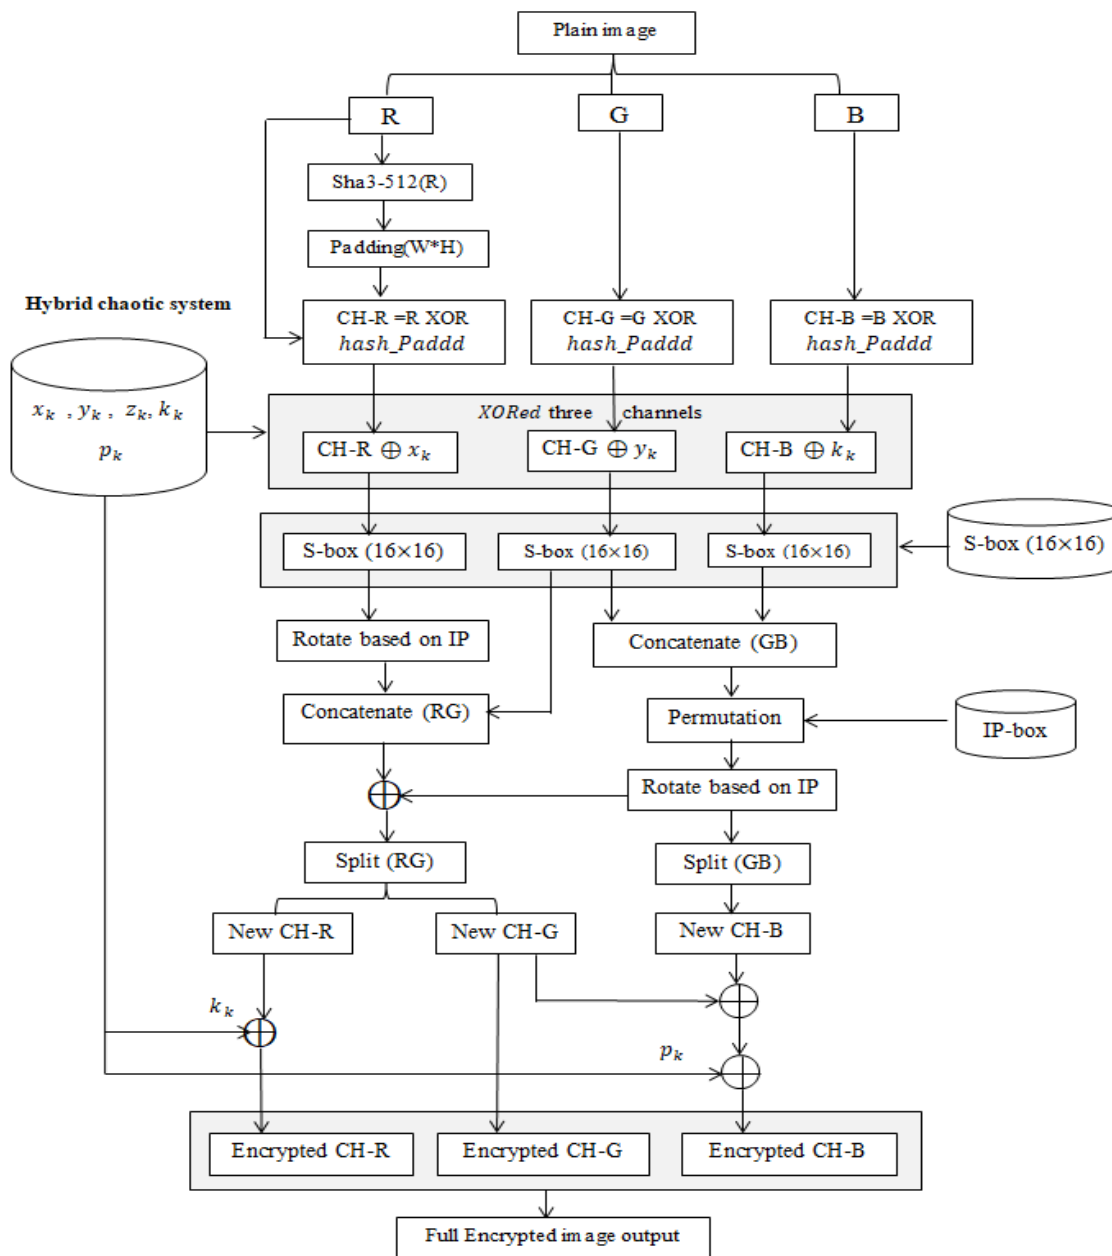 Plain image
R
G
B
Sha3-512(R)
Padding(W*H)
Hybrid chaotic system
CH-R =R XOR
hash_Paddd
CH-G =G XOR
hash_Paddd
CH-B =B XOR
hash_Paddd
x_k , y_k , z_k, k_k
p_k
XORed three channels
CH-R ⊕ x_k
CH-G ⊕ y_k
CH-B ⊕ k_k
S-box (16×16)
S-box (16×16)
S-box (16×16)
S-box (16×16)
Rotate based on IP
Concatenate (GB)
Concatenate (RG)
Permutation
IP-box
Rotate based on IP
Split (RG)
Split (GB)
New CH-R
New CH-G
New CH-B
k_k
p_k
Encrypted CH-R
Encrypted CH-G
Encrypted CH-B
Full Encrypted image output